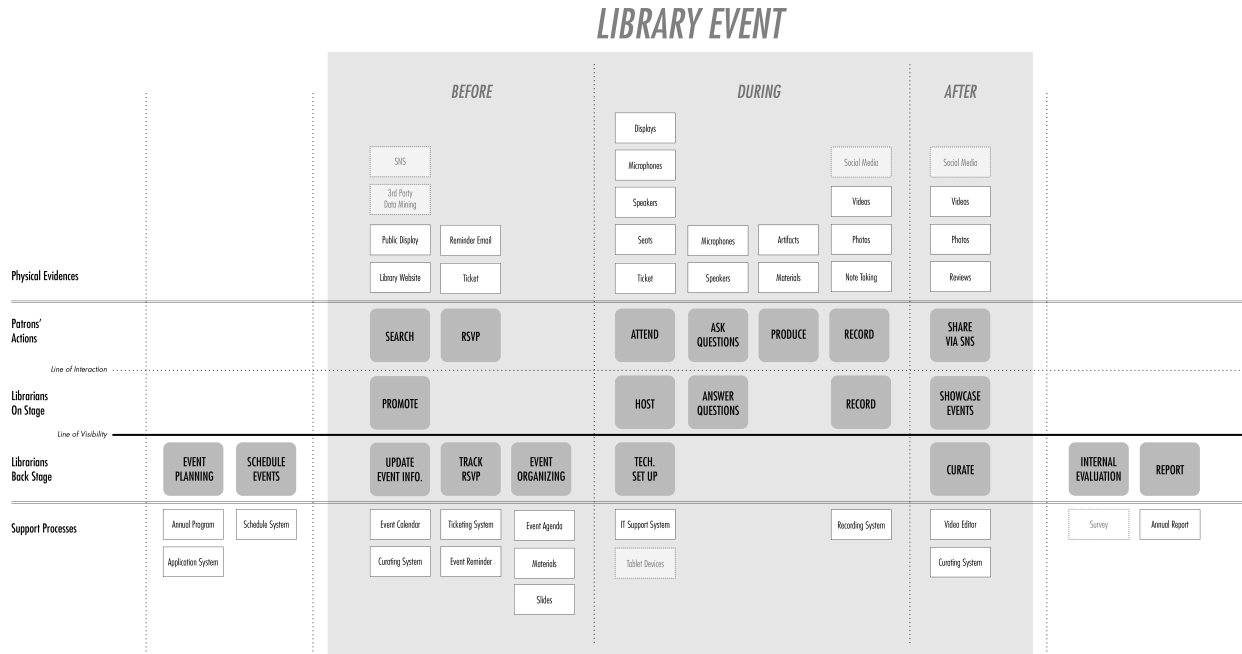 LIBRARY EVENT
BEFORE
DURING
AFTER
Displays
SNS
Microphones
Social Media
Social Media
3rd Party
Data Mining
Speakers
Videos
Videos
Public Display
Reminder Email
Seats
Microphones
Artifacts
Photos
Photos
Physical Evidences
Library Website
Ticket
Ticket
Speakers
Materials
Note Taking
Reviews
Patrons'
Actions
SEARCH
RSVP
ATTEND
ASK
QUESTIONS
PRODUCE
RECORD
SHARE
VIA SNS
Line of Interaction
Librarians
On Stage
PROMOTE
HOST
ANSWER
QUESTIONS
RECORD
SHOWCASE
EVENTS
Line of Visibility
Librarians
Back Stage
EVENT
PLANNING
SCHEDULE
EVENTS
UPDATE
EVENT INFO.
TRACK
RSVP
EVENT
ORGANIZING
TECH.
SET UP
CURATE
INTERNAL
EVALUATION
REPORT
Support Processes
Annual Program
Schedule System
Event Calendar
Ticketing System
Event Agenda
IT Support System
Recording System
Video Editor
Survey
Annual Report
Application System
Curating System
Event Reminder
Materials
Tablet Devices
Curating System
Slides